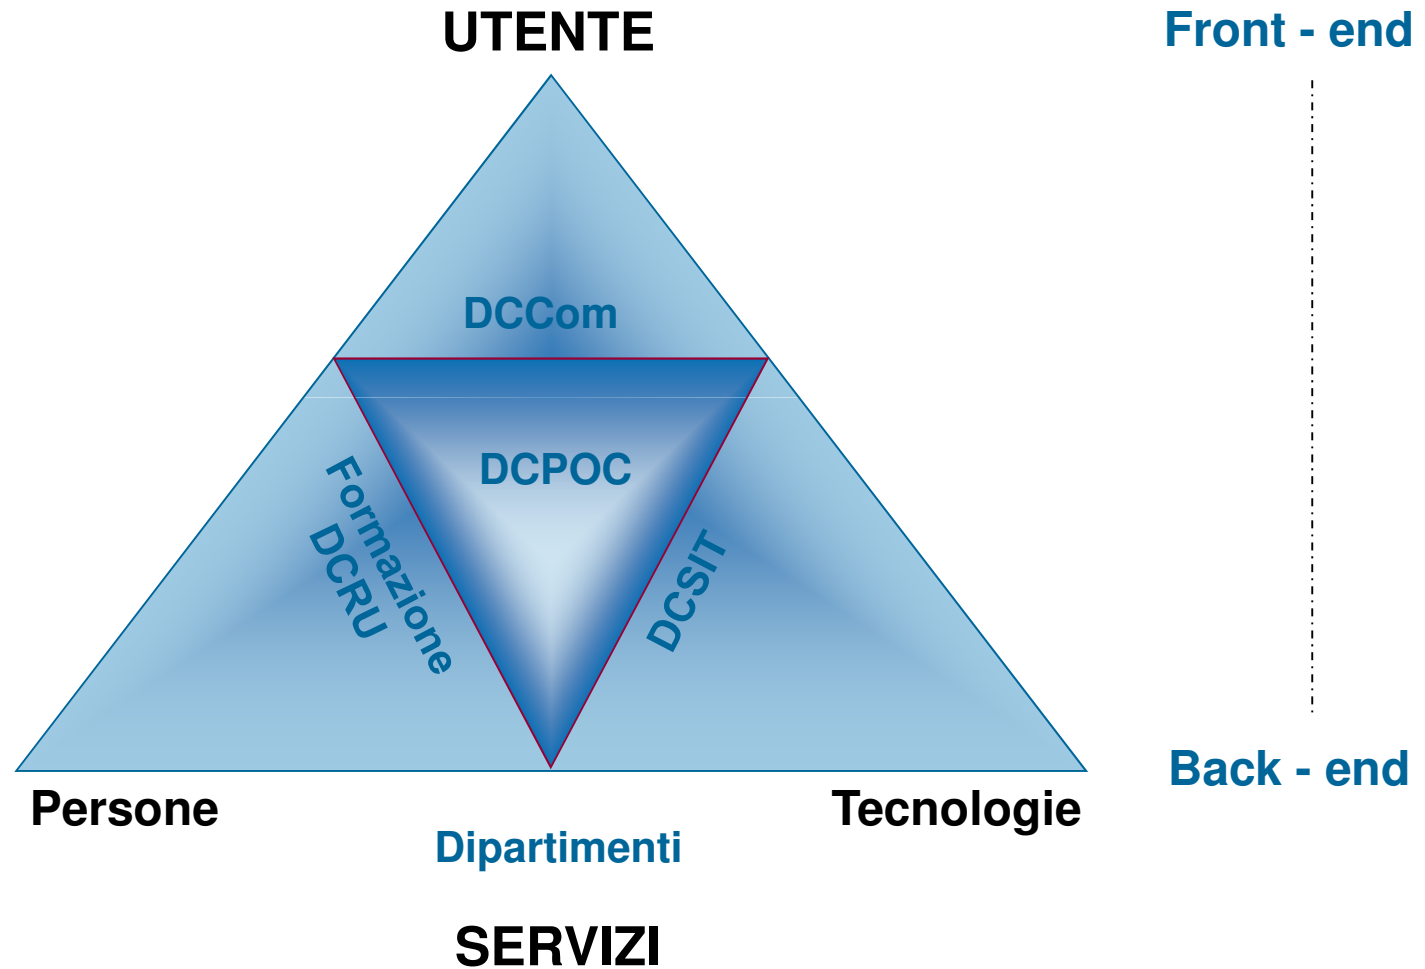 UTENTE
Front - end
DCCom
DCPOC
Formazione
DCRU
DCSIT
Back - end
Persone
Tecnologie
Dipartimenti
SERVIZI